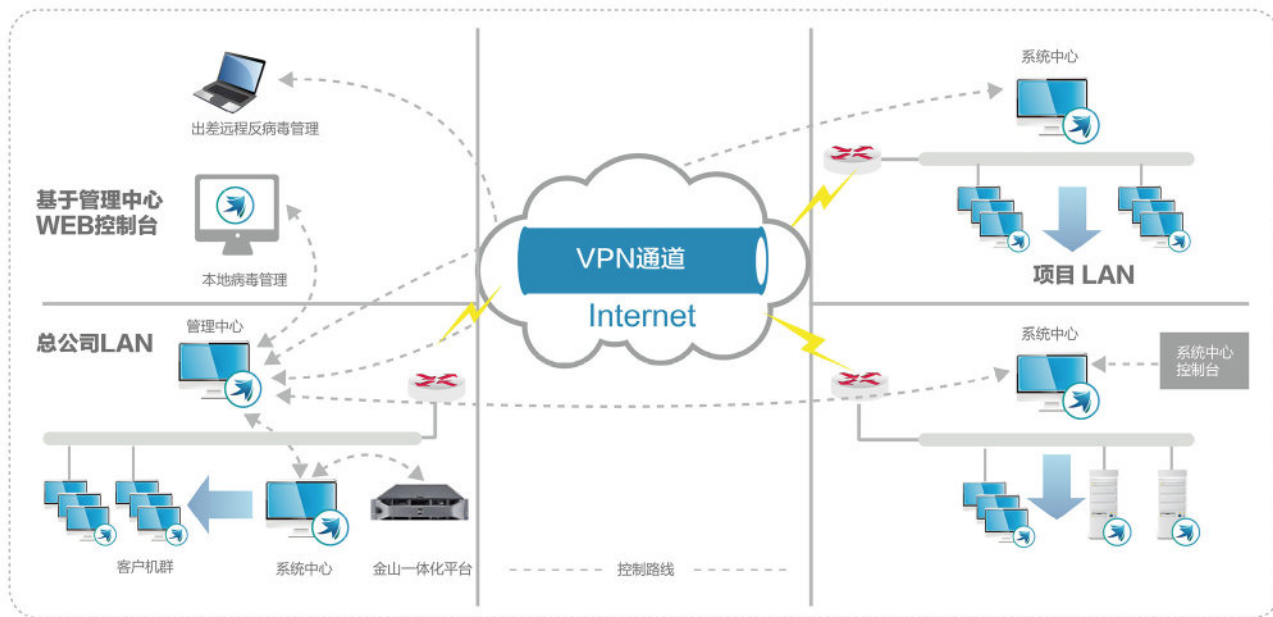 出差远程反病毒管理
基于管理中心
WEB控制台
本地病毒管理
总公司LAN
管理中心
客户机群
系统中心
金山一体化平台
VPN通道
Internet
控制路线
系统中心
项目 LAN
系统中心
系统中心
控制台